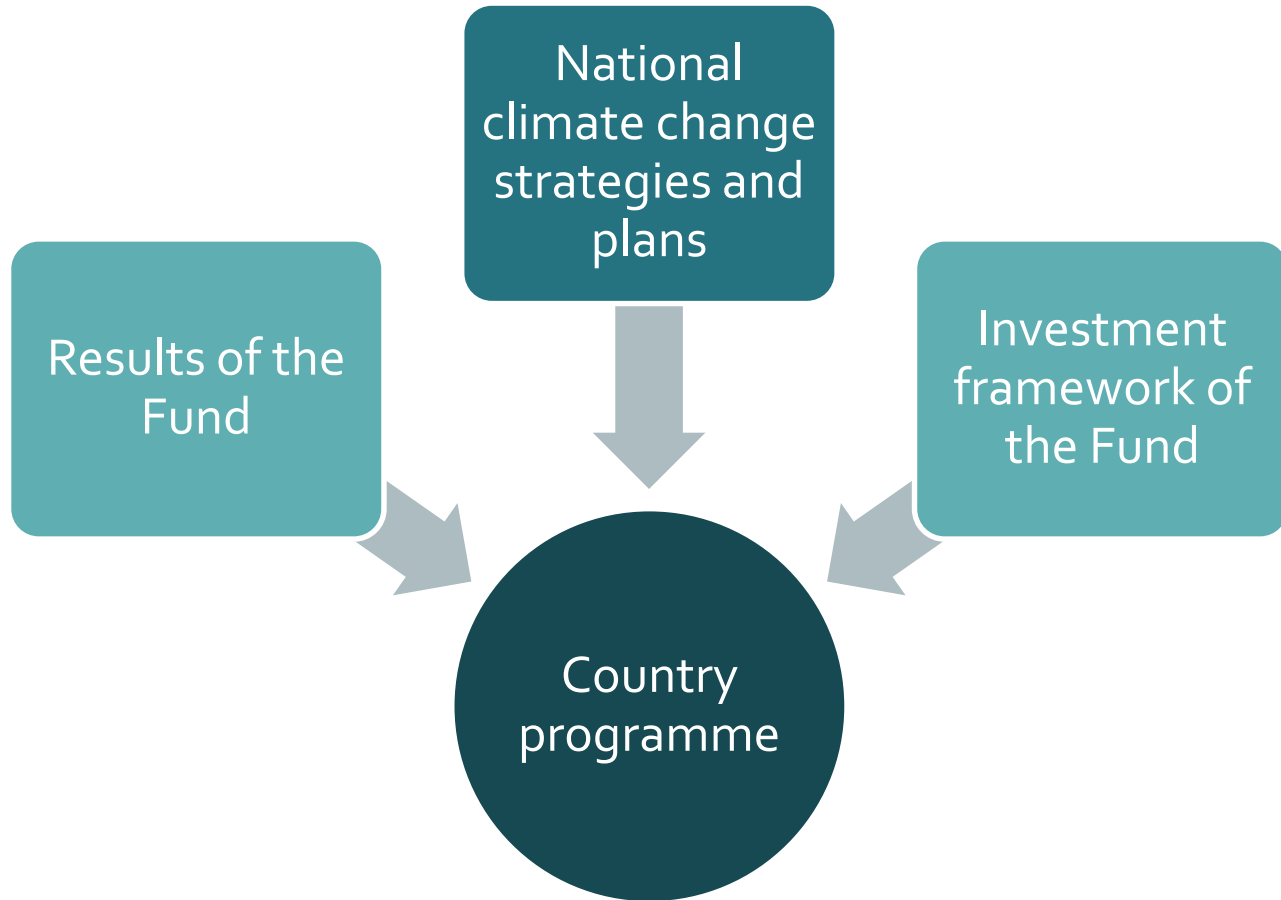 National
climate change
strategies and
plans
Results of the
Fund
Investment
framework of
the Fund
Country
programme